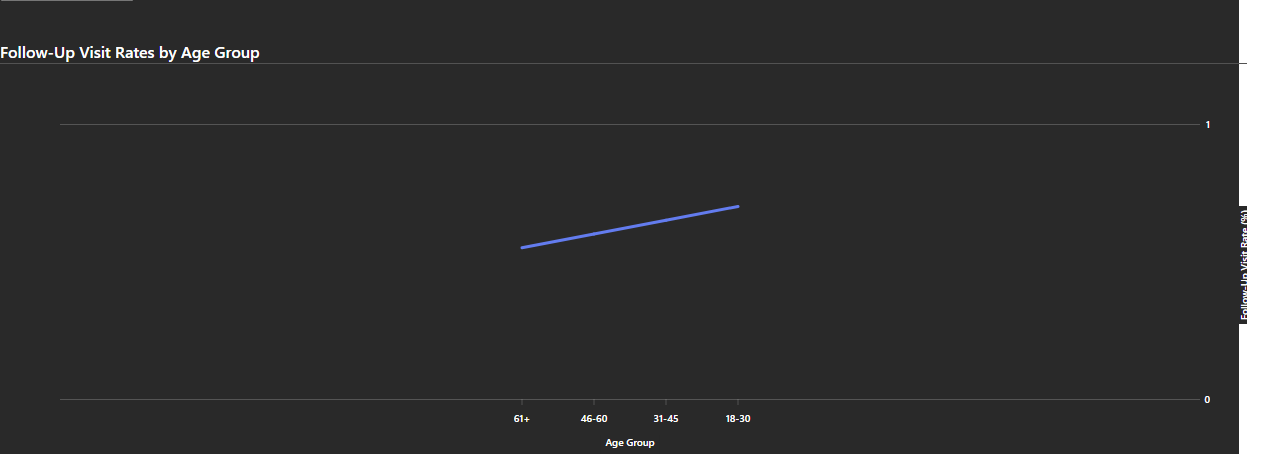 Follow-Up Visit Rates by Age Group
1
Follow-Up Visit Rate (%)
0
61+
46-60
31-45
18-30
Age Group